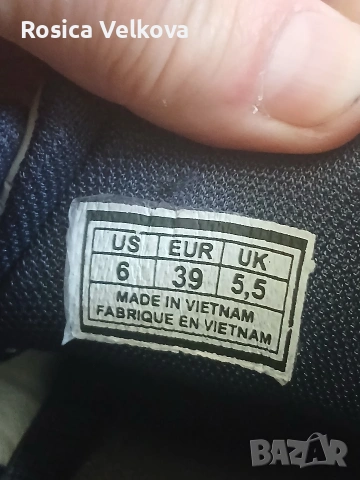 Rosica Velkova
US EUR UK
6 39 5,5
MADE IN VIETNAM
FABRIQUE EN VIETNAM
BAZAR